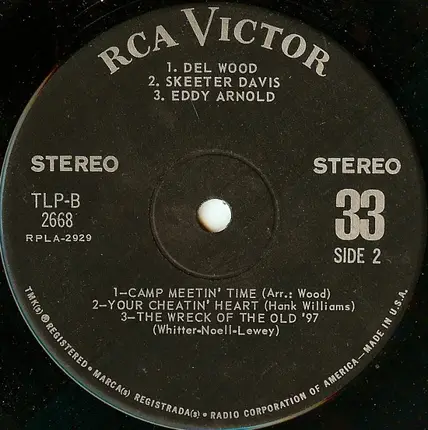 RCA VICTOR
1. DEL WOOD
2. SKEETER DAVIS
3. EDDY ARNOLD
STEREO STEREO
TLP-B
2668
RPLA-2929
33
SIDE 2
1—CAMP MEETIN' TIME (Arr.: Wood)
2—YOUR CHEATIN' HEART (Hank Williams)
3—THE WRECK OF THE OLD '97
(Whitter-Noell-Lewey)
TMK(s) ® REGISTERED • MARCA(s) REGISTRADA(s) • RADIO CORPORATION OF AMERICA—MADE IN U.S.A.